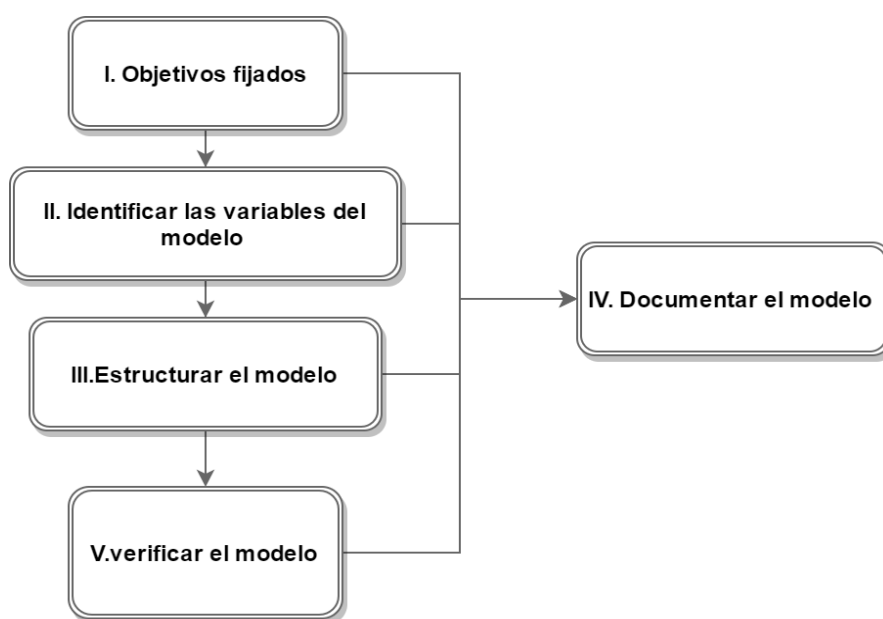 I. Objetivos fijados
II. Identificar las variables del
modelo
III.Estructurar el modelo
IV. Documentar el modelo
V.verificar el modelo